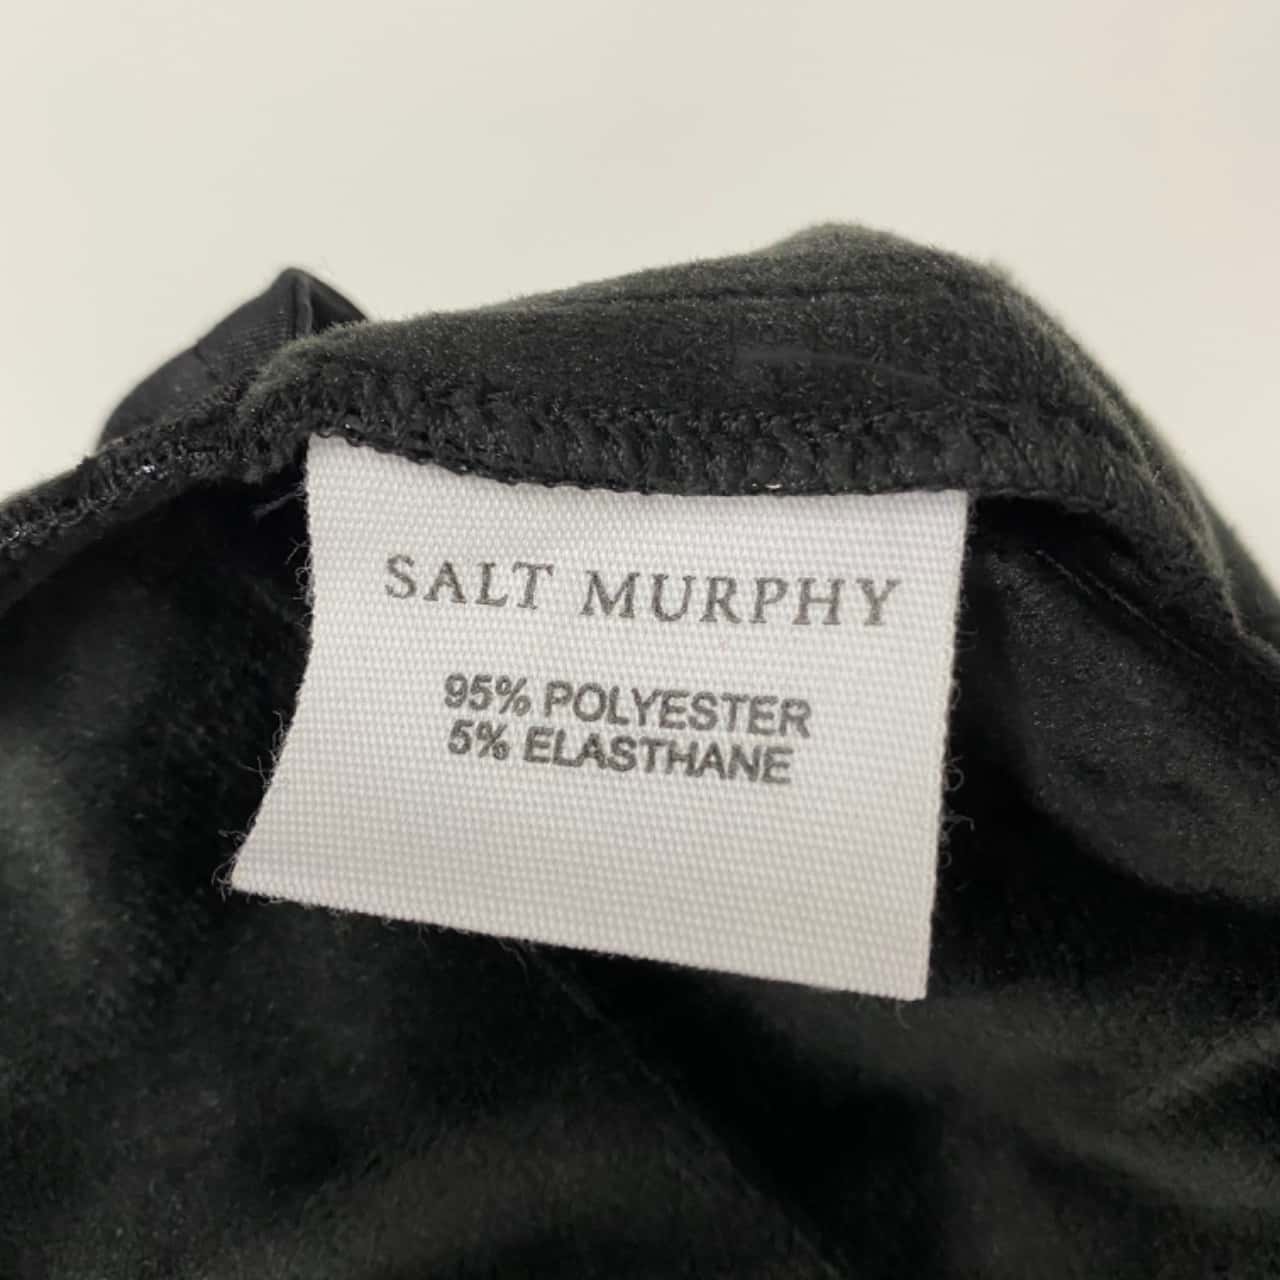 SALT MURPHY
95% POLYESTER
5% ELASTHANE